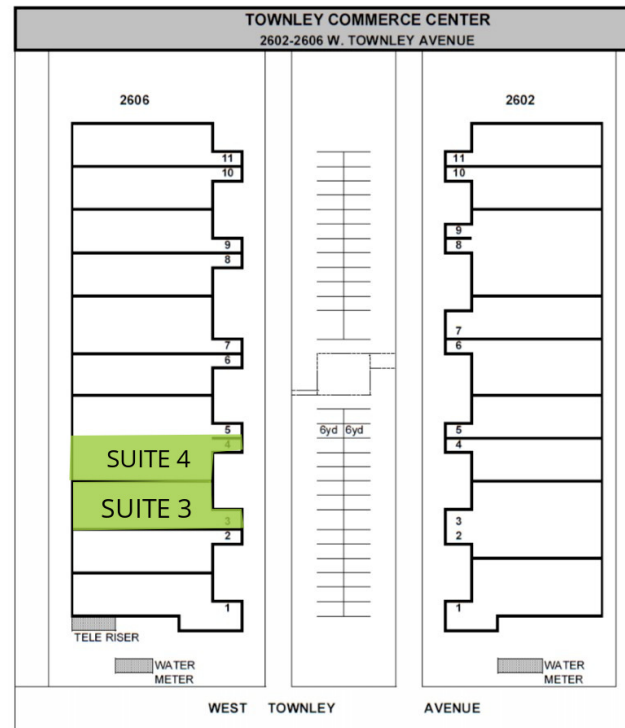 TOWNLEY COMMERCE CENTER
2602-2606 W. TOWNLEY AVENUE
2606
2602
11
10
9
8
7
6
5
4
SUITE 4
SUITE 3
3
2
1
11
10
9
8
7
6
5
4
3
2
1
6yd 6yd
TELE RISER
WATER
METER
WATER
METER
WEST TOWNLEY AVENUE